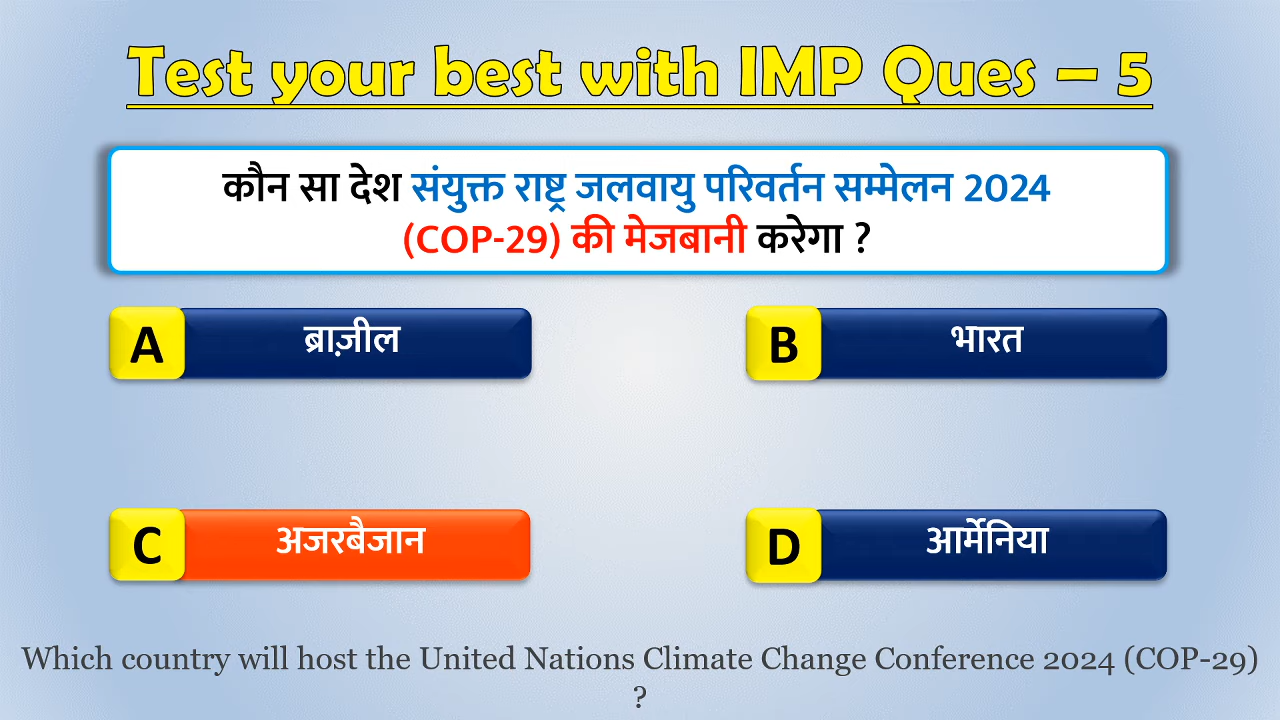 Test your best with IMP Ques – 5
कौन सा देश संयुक्त राष्ट्र जलवायु परिवर्तन सम्मेलन 2024
(COP-29) की मेजबानी करेगा ?
A ब्राज़ील
B भारत
C अजरबैजान
D आर्मेनिया
Which country will host the United Nations Climate Change Conference 2024 (COP-29)
?